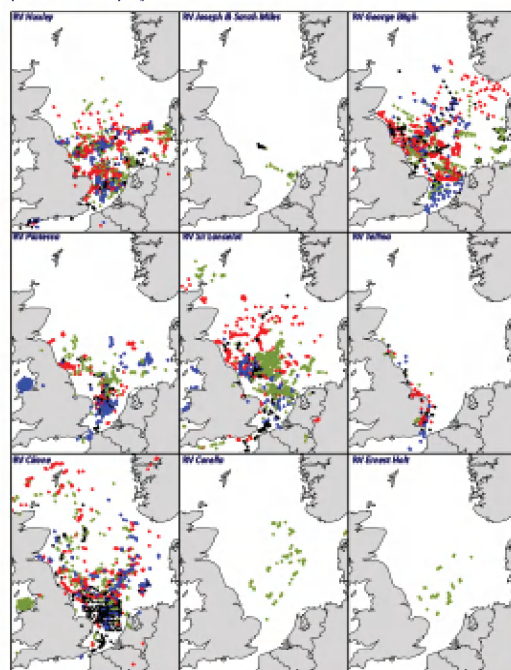 RV Huxley
RV Joseph & Sarah Miles
RV George Bligh
RV Platessa
RV Sir Lancelot
RV Tellina
RV Clione
RV Corella
RV Ernest Holt